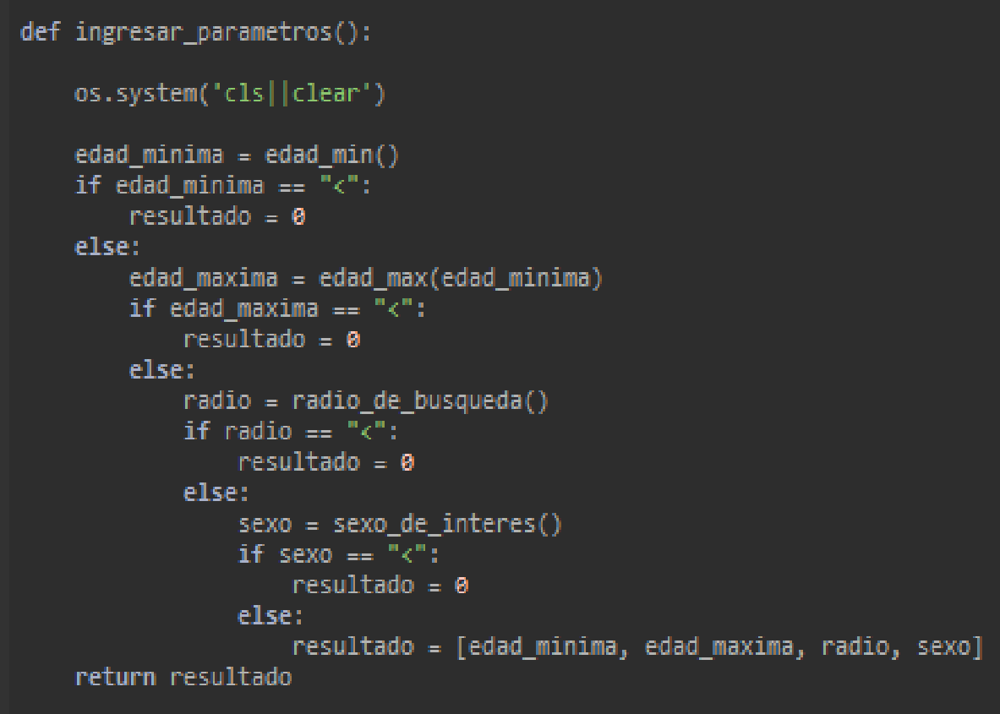 def ingresar_parametros():
os.system('cls||clear')
edad_minima = edad_min()
if edad_minima == "<":
resultado = 0
else:
edad_maxima = edad_max(edad_minima)
if edad_maxima == "<":
resultado = 0
else:
radio = radio_de_busqueda()
if radio == "<":
resultado = 0
else:
sexo = sexo_de_interes()
if sexo == "<":
resultado = 0
else:
resultado = [edad_minima, edad_maxima, radio, sexo]
return resultado